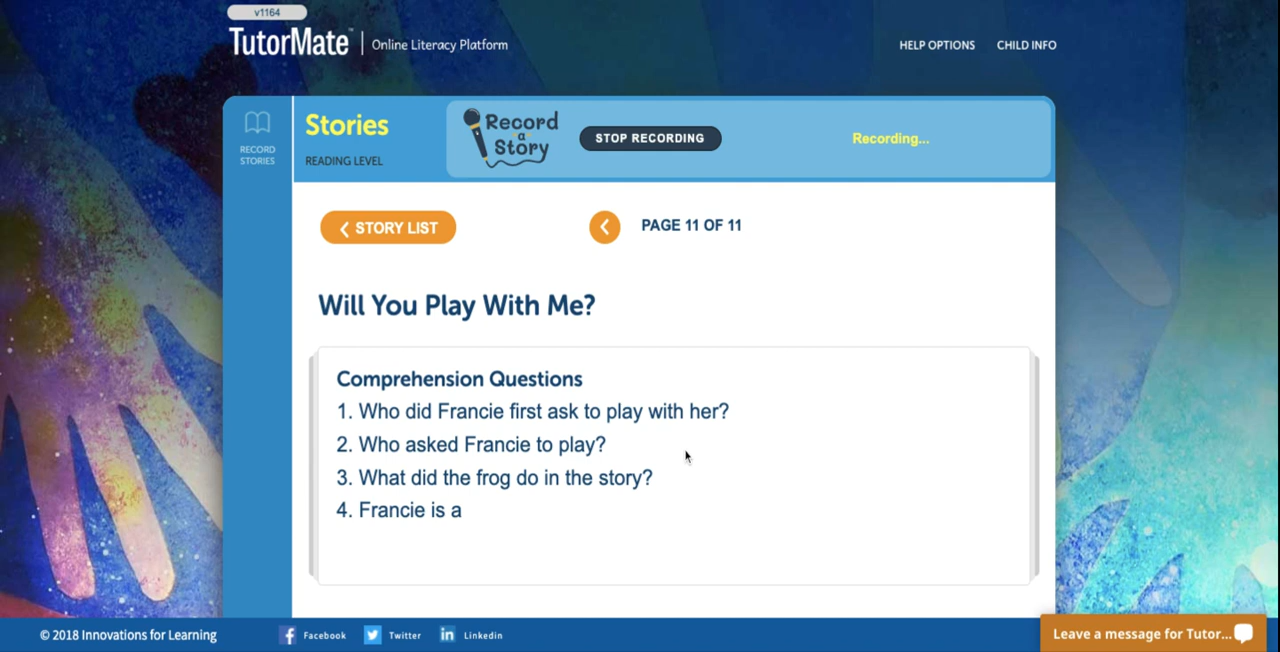 v1164
TutorMate | Online Literacy Platform
HELP OPTIONS CHILD INFO
RECORD
STORIES
Stories
READING LEVEL
Record
a
Story
STOP RECORDING
Recording...
STORY LIST
PAGE 11 OF 11
Will You Play With Me?
Comprehension Questions
1. Who did Francie first ask to play with her?
2. Who asked Francie to play?
3. What did the frog do in the story?
4. Francie is a
© 2018 Innovations for Learning
Facebook Twitter Linkedin
Leave a message for Tutor...